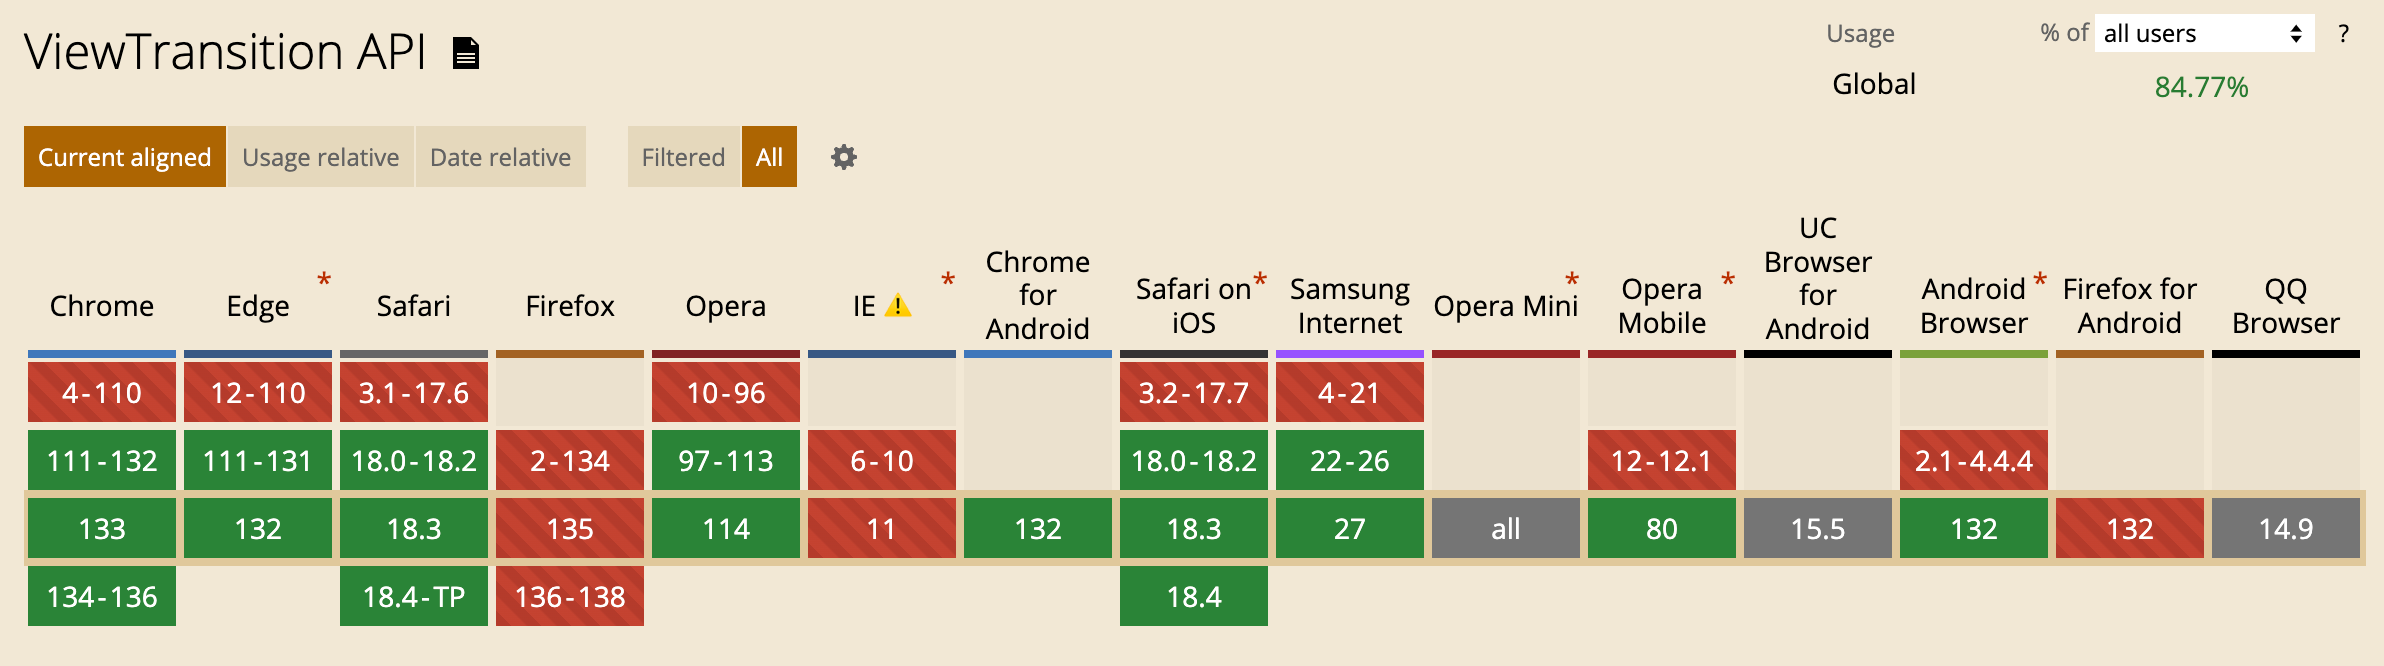 ViewTransition API
Usage % of all users ?
Global 84.77%
Current aligned Usage relative Date relative Filtered All
Chrome
Edge *
Safari
Firefox
Opera
IE *
Chrome
for
Android
Safari on *
iOS
Samsung
Internet
Opera Mini *
Opera *
Mobile
UC
Browser
for
Android
Android *
Browser
Firefox for
Android
QQ
Browser
4-110 12-110 3.1-17.6 10-96 3.2-17.7 4-21
111-132 111-131 18.0-18.2 2-134 97-113 6-10 18.0-18.2 22-26 12-12.1 2.1-4.4.4
133 132 18.3 135 114 11 132 18.3 27 all 80 15.5 132 132 14.9
134-136 18.4-TP 136-138 18.4